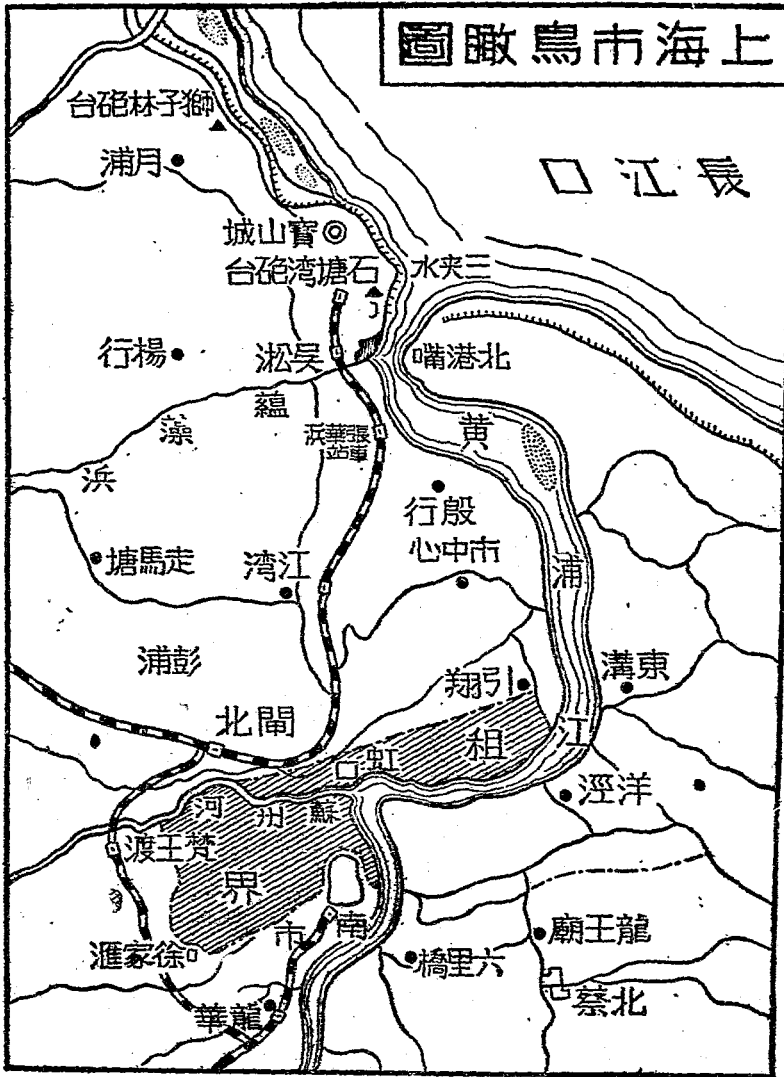 上海市鳥瞰圖
長江口
獅子林砲台
月浦
寶山城
石塘湾砲台
三夹水
楊行
吴淞
北港嘴
蕰藻浜
張華浜車站
黄浦江
殷行
市中心
走馬塘
江湾
彭浦
東溝
引翔
閘北
租界
虹口
洋涇
蘇州河
梵王渡
南市
龍王廟
六里橋
徐家滙
北蔡
龍華